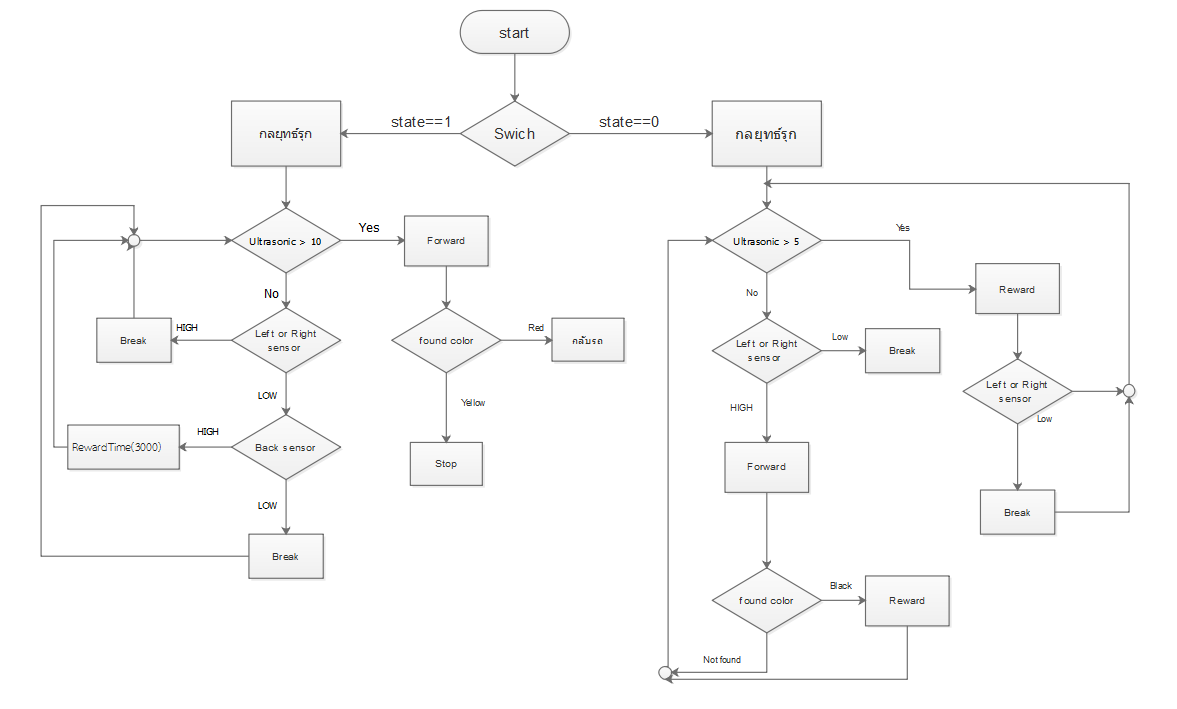 start
Swich
state==1
state==0
กลยุทธ์รุก
กลยุทธ์รุก
Ultrasonic > 10
Yes
Forward
No
Left or Right
sensor
HIGH
Break
LOW
Back sensor
HIGH
RewardTime(3000)
LOW
Break
found color
Red
กลับรถ
Yellow
Stop
Ultrasonic > 5
Yes
Reward
No
Left or Right
sensor
Low
Break
HIGH
Forward
found color
Black
Reward
Not found
Left or Right
sensor
Low
Break